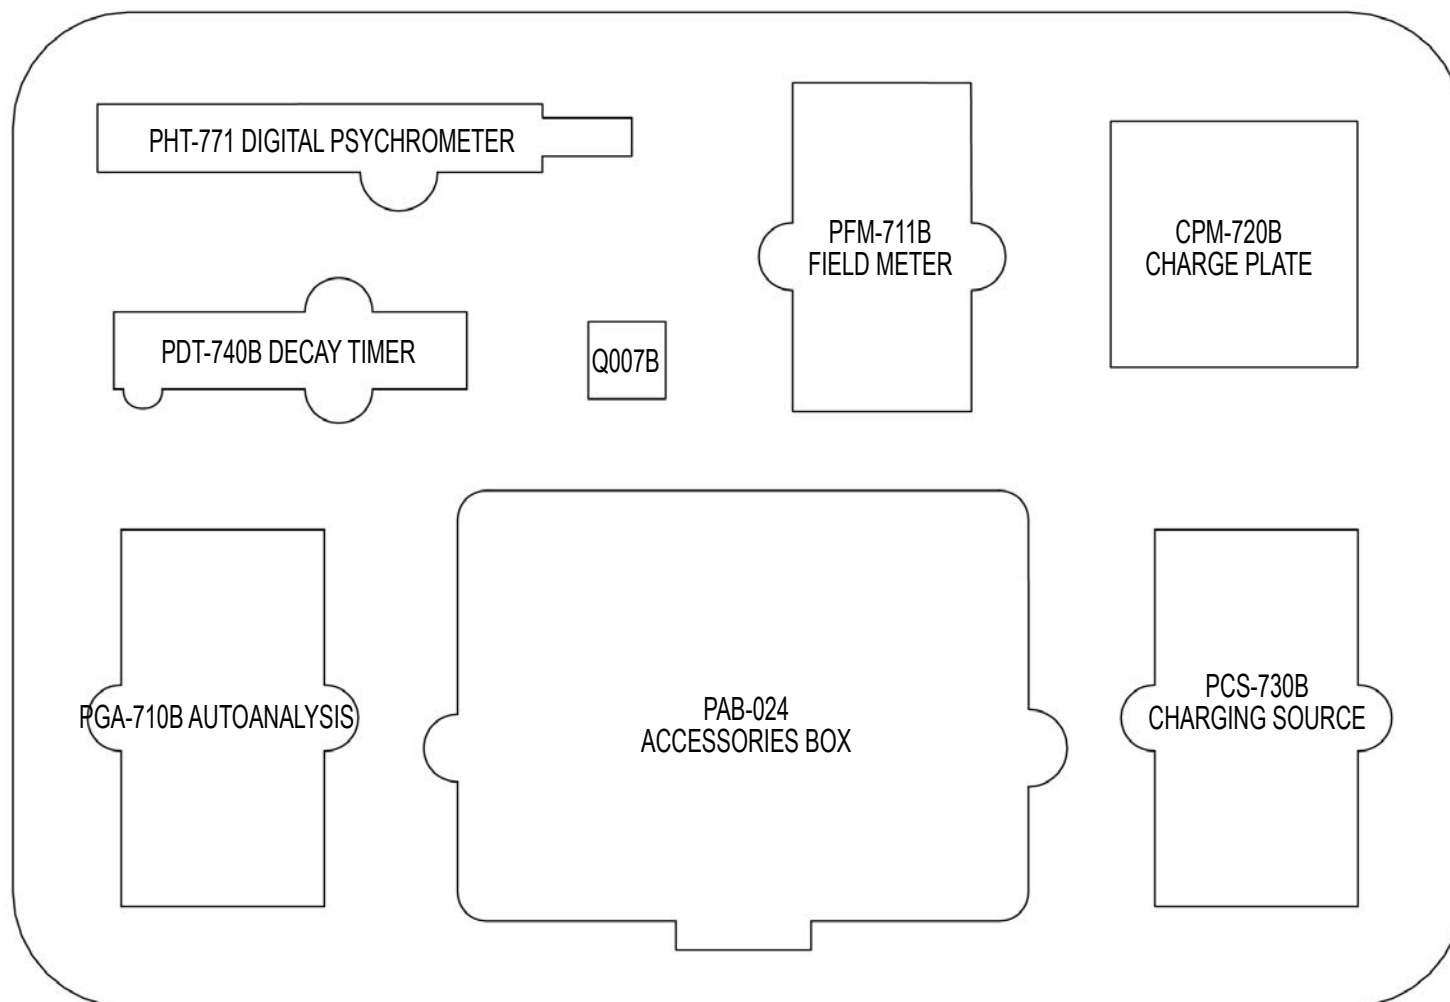 PHT-771 DIGITAL PSYCHROMETER
PFM-711B
FIELD METER
CPM-720B
CHARGE PLATE
PDT-740B DECAY TIMER
Q007B
PGA-710B AUTOANALYSIS
PAB-024
ACCESSORIES BOX
PCS-730B
CHARGING SOURCE